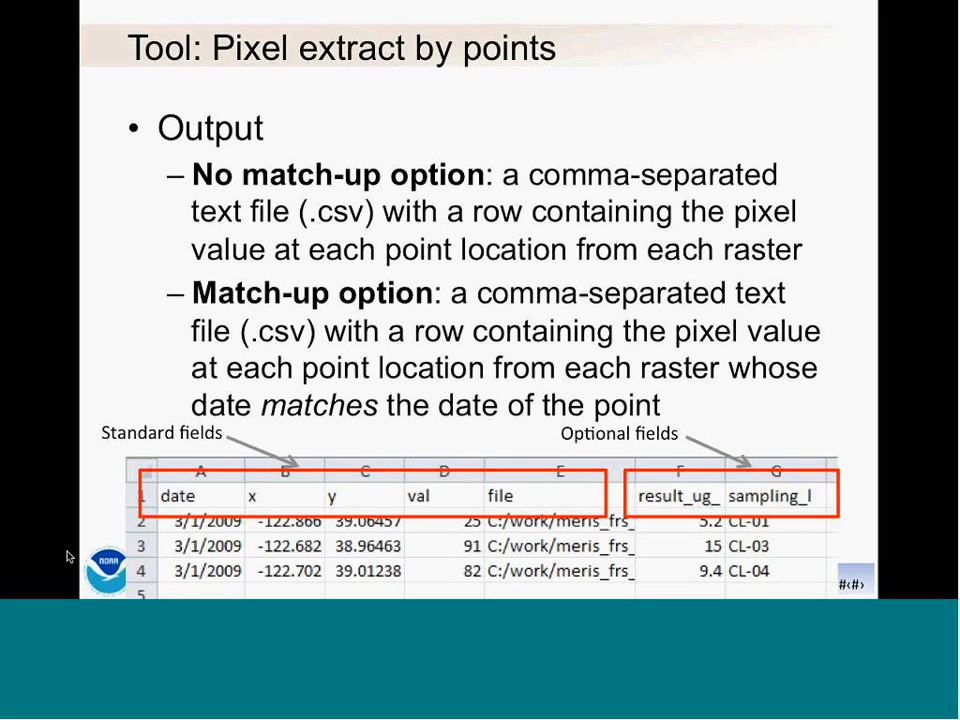 Tool: Pixel extract by points
• Output
– No match-up option: a comma-separated
text file (.csv) with a row containing the pixel
value at each point location from each raster
– Match-up option: a comma-separated text
file (.csv) with a row containing the pixel value
at each point location from each raster whose
date matches the date of the point
Standard fields Optional fields
A B C D E F G
1 date x y val file result_ug_ sampling_l
2 3/1/2009 -122.866 39.06457 25 C:/work/meris_frs_ 5.2 CL-01
3 3/1/2009 -122.682 38.96463 91 C:/work/meris_frs_ 15 CL-03
4 3/1/2009 -122.702 39.01238 82 C:/work/meris_frs_ 9.4 CL-04
5
NOAA
#‹#›